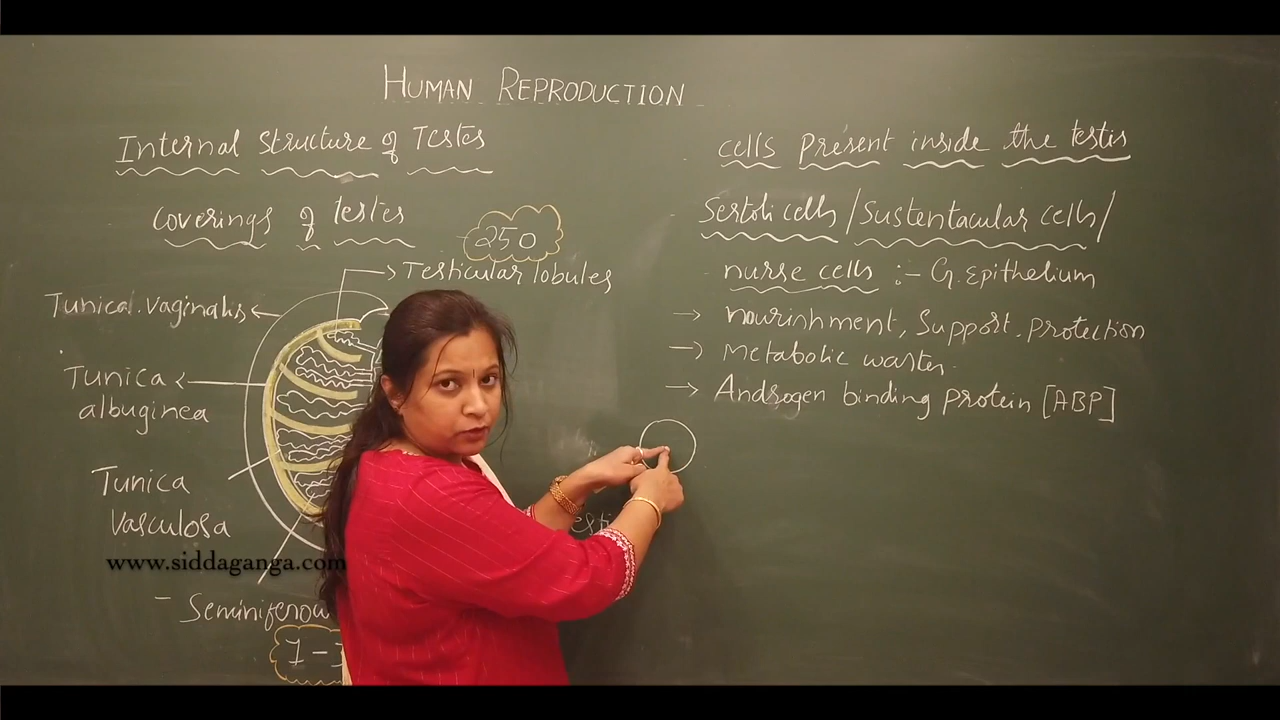 HUMAN REPRODUCTION
Internal Structure of Testes
Coverings of testes
250
Testicular lobules
Tunica vaginalis
Tunica albuginea
Tunica Vasculosa
www.siddaganga.com
- Seminiferou
1-3
cells present inside the testis
Sertoli cells / Sustentacular cells /
nurse cells :- G. Epithelium
→ nourishment, Support. Protection
→ Metabolic wastes.
→ Androgen binding protein [ABP]